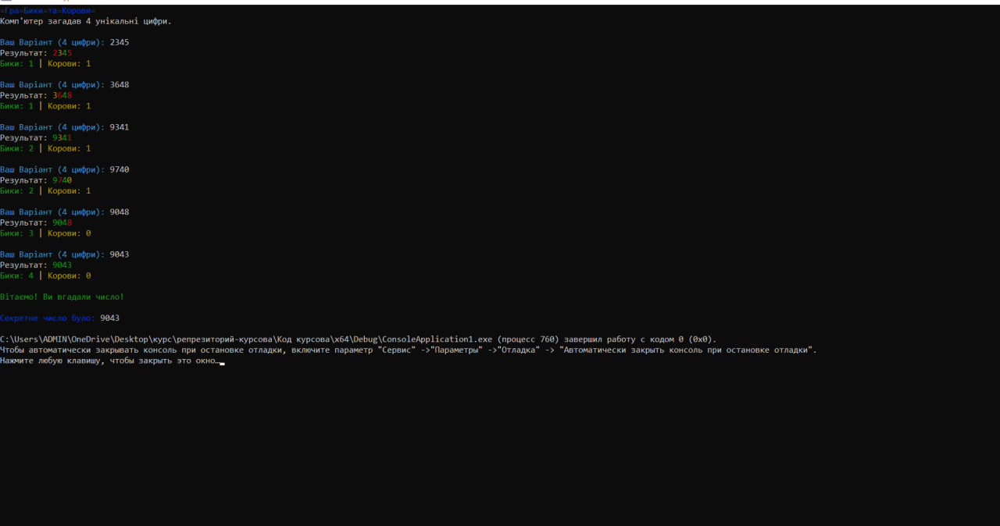 =Гра=Бики=та=Корови=
Комп'ютер загадав 4 унікальні цифри.
Ваш Варіант (4 цифри): 2345
Результат: 2345
Бики: 1 | Корови: 1
Ваш Варіант (4 цифри): 3648
Результат: 3648
Бики: 1 | Корови: 1
Ваш Варіант (4 цифри): 9341
Результат: 9341
Бики: 2 | Корови: 1
Ваш Варіант (4 цифри): 9740
Результат: 9740
Бики: 2 | Корови: 1
Ваш Варіант (4 цифри): 9048
Результат: 9048
Бики: 3 | Корови: 0
Ваш Варіант (4 цифри): 9043
Результат: 9043
Бики: 4 | Корови: 0
Вітаємо! Ви вгадали число!
Секретне число було: 9043
C:\Users\ADMIN\OneDrive\Desktop\курс\репрезиторий-курсова\Код курсова\x64\Debug\ConsoleApplication1.exe (процесс 760) завершил работу с кодом 0 (0x0).
Чтобы автоматически закрывать консоль при остановке отладки, включите параметр "Сервис" ->"Параметры" ->"Отладка" -> "Автоматически закрыть консоль при остановке отладки".
Нажмите любую клавишу, чтобы закрыть это окно…